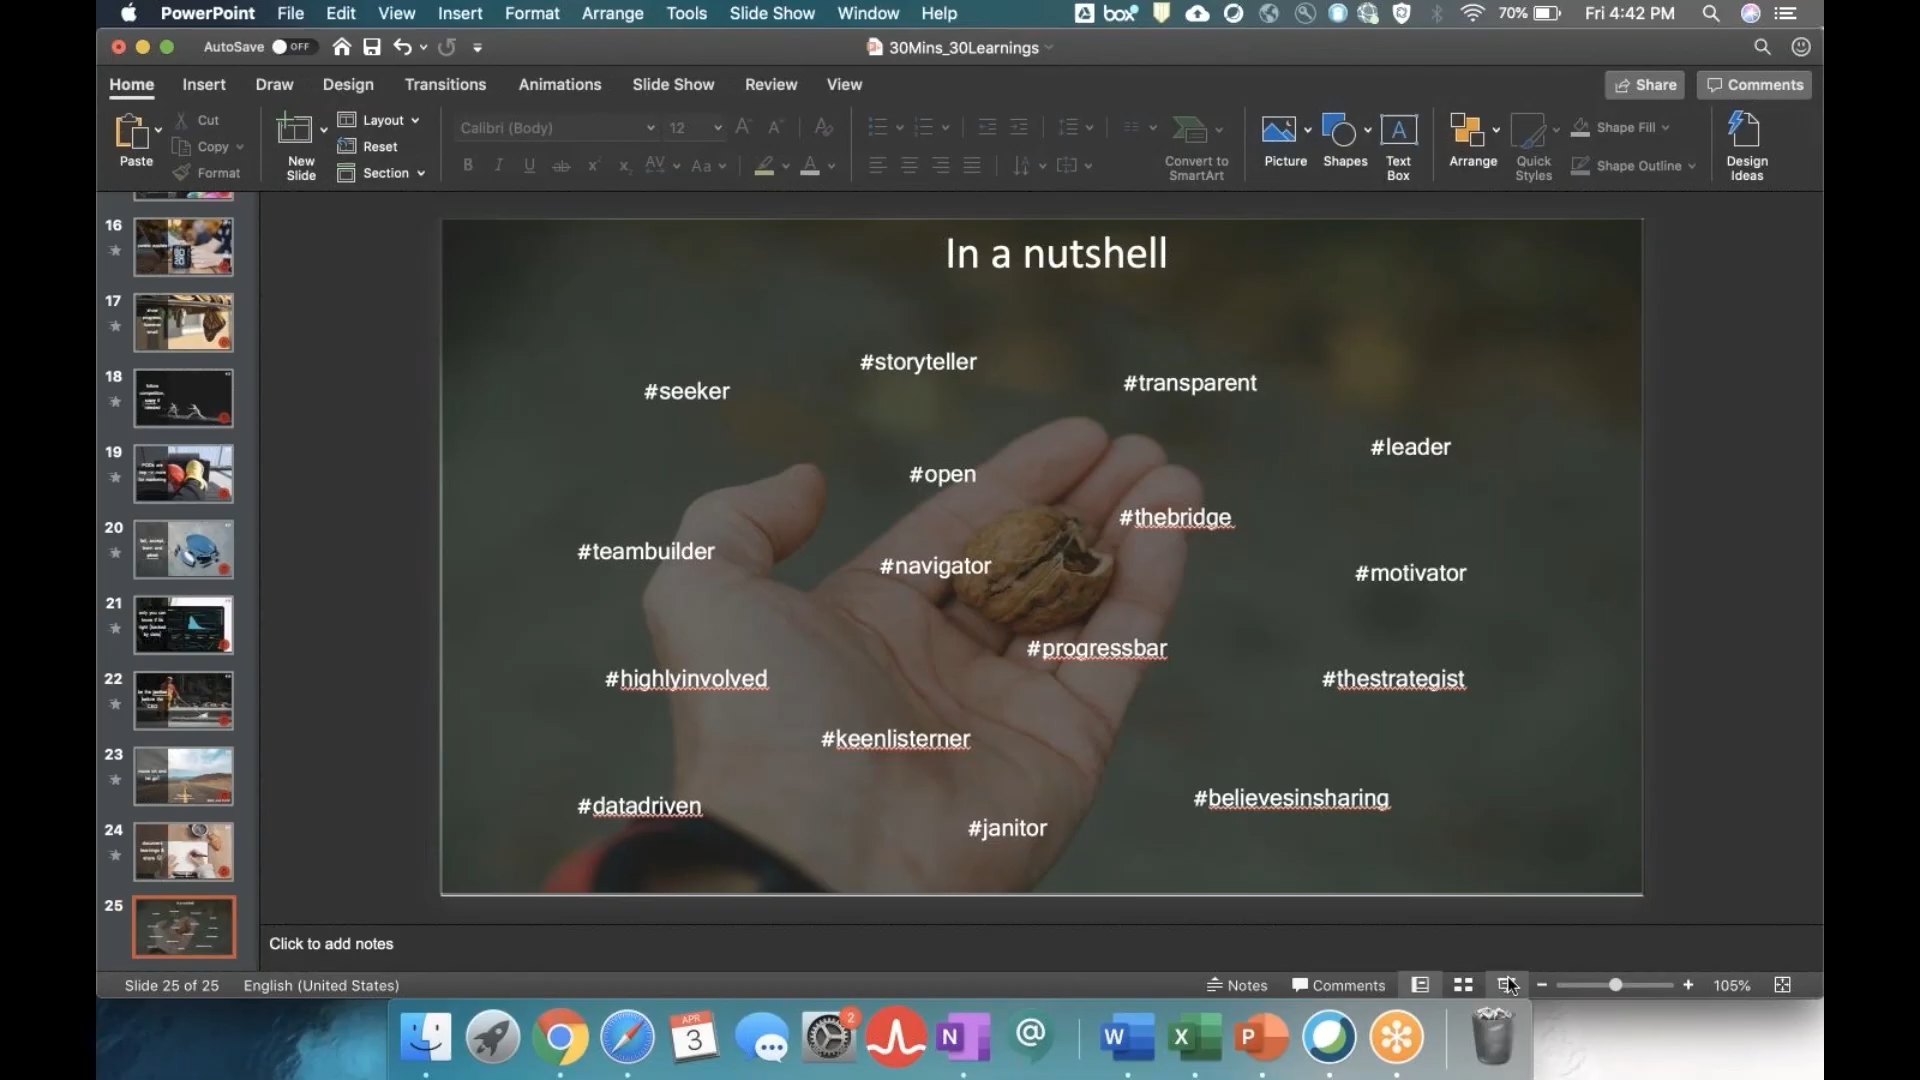 PowerPoint File Edit View Insert Format Arrange Tools Slide Show Window Help box 70% Fri 4:42 PM
AutoSave OFF 30Mins_30Learnings
Home Insert Draw Design Transitions Animations Slide Show Review View Share Comments
Paste Cut Copy Format
New Slide Layout Reset Section
Calibri (Body) 12
Convert to SmartArt
Picture Shapes Text Box
Arrange Quick Styles Shape Fill Shape Outline
Design Ideas
16
17
18
19
20
21
22
23
24
25
In a nutshell
#storyteller
#seeker
#transparent
#leader
#open
#thebridge
#teambuilder
#navigator
#motivator
#progressbar
#highlyinvolved
#thestrategist
#keenlisterner
#datadriven
#believesinsharing
#janitor
Click to add notes
Slide 25 of 25 English (United States) Notes Comments 105%
APR
3
2
N @ W X P